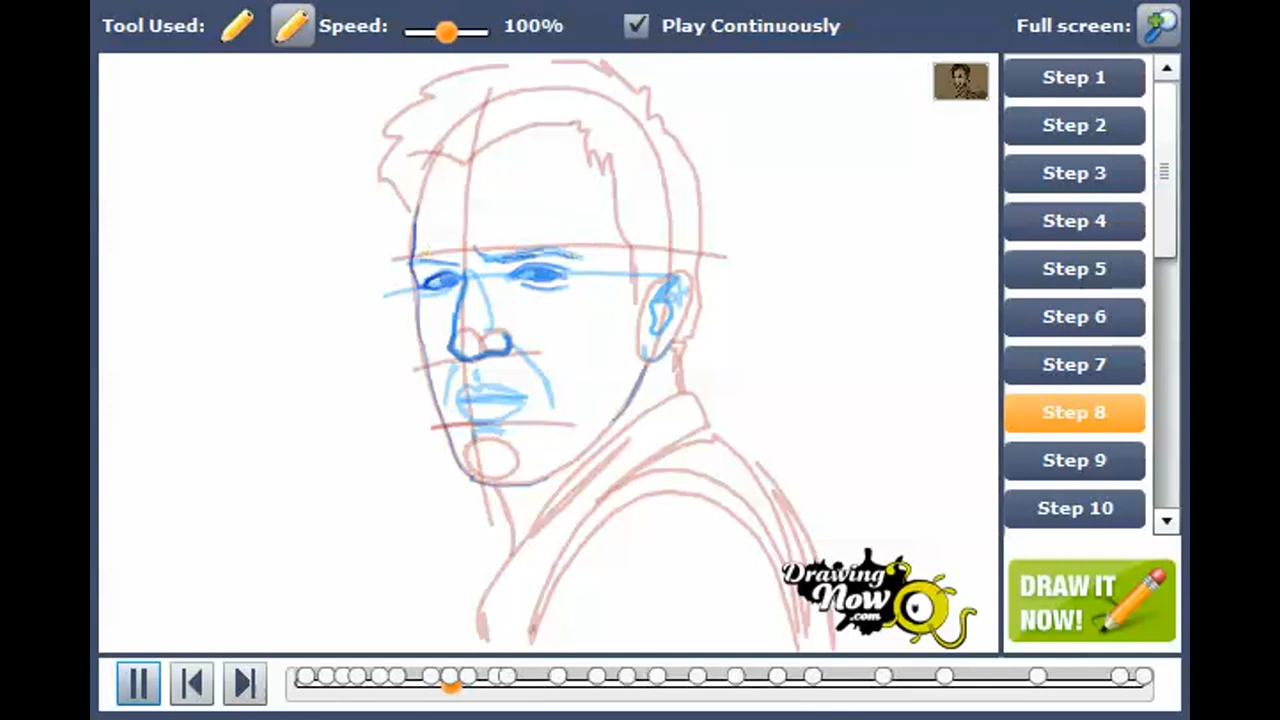 Tool Used: Speed: 100% Play Continuously Full screen:
Step 1
Step 2
Step 3
Step 4
Step 5
Step 6
Step 7
Step 8
Step 9
Step 10
Drawing
Now
.com
DRAW IT
NOW!